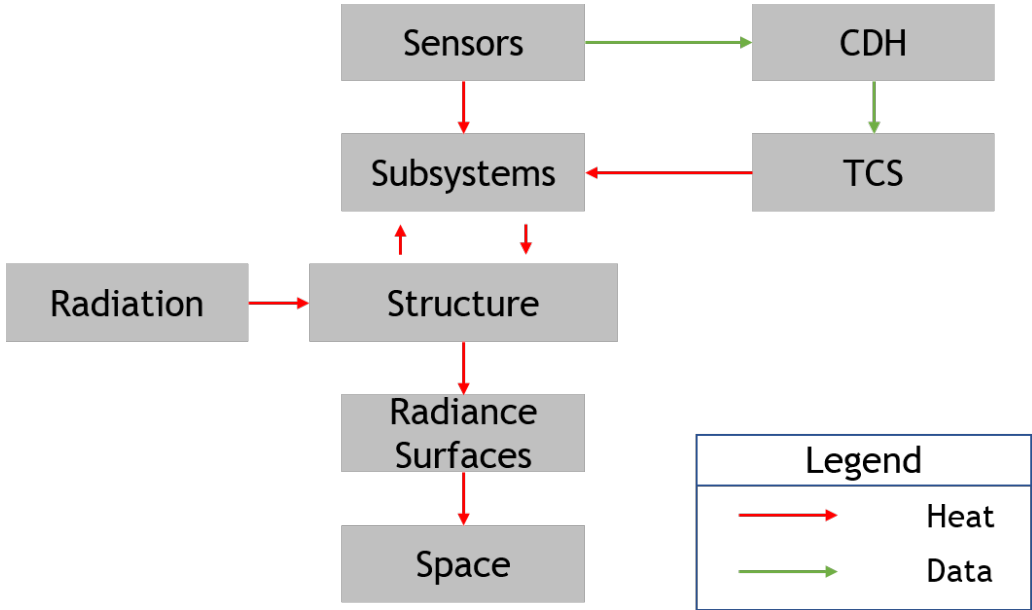 Sensors
CDH
Subsystems
TCS
Radiation
Structure
Radiance
Surfaces
Space
Legend
Heat
Data